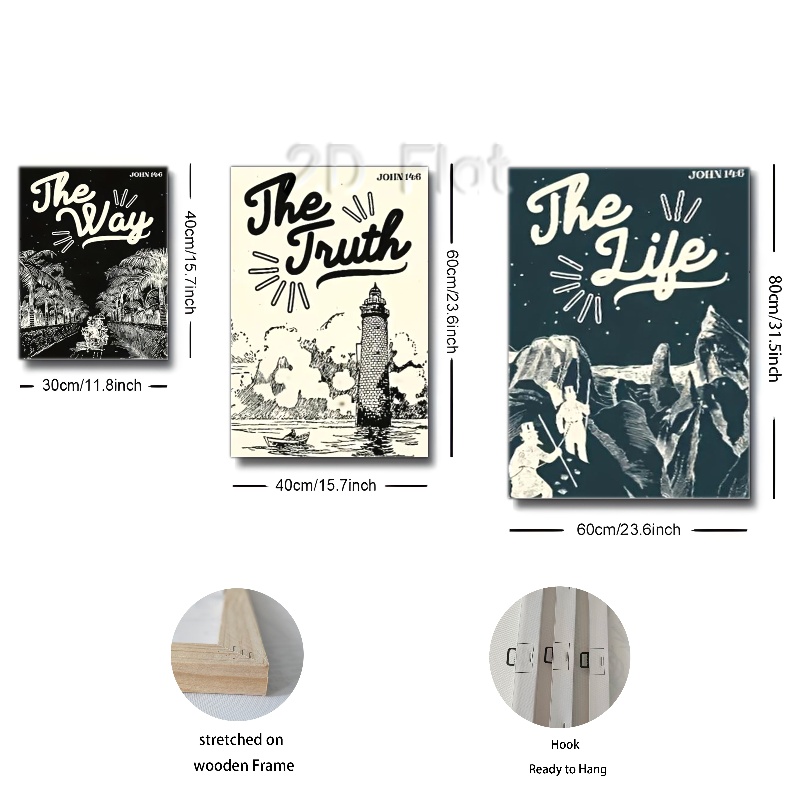 2D Flat
JOHN 14:6
The
Way
40cm/15.7inch
30cm/11.8inch
JOHN 14:6
The
Truth
60cm/23.6inch
40cm/15.7inch
JOHN 14:6
The
Life
80cm/31.5inch
60cm/23.6inch
stretched on
wooden Frame
Hook
Ready to Hang